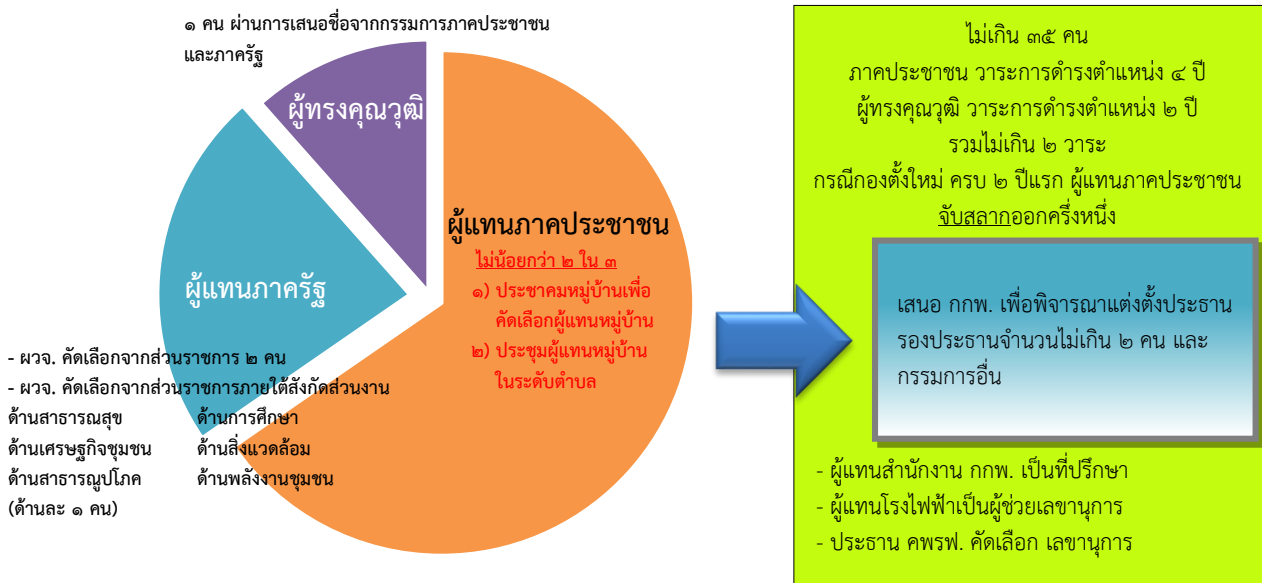 ๑ คน ผ่านการเสนอชื่อจากกรรมการภาคประชาชน
และภาครัฐ
ผู้ทรงคุณวุฒิ
ผู้แทนภาครัฐ
- ผวจ. คัดเลือกจากส่วนราชการ ๒ คน
- ผวจ. คัดเลือกจากส่วนราชการภายใต้สังกัดส่วนงาน
ด้านสาธารณสุข ด้านการศึกษา
ด้านเศรษฐกิจชุมชน ด้านสิ่งแวดล้อม
ด้านสาธารณูปโภค ด้านพลังงานชุมชน
(ด้านละ ๑ คน)
ผู้แทนภาคประชาชน
ไม่น้อยกว่า ๒ ใน ๓
๑) ประชาคมหมู่บ้านเพื่อ
คัดเลือกผู้แทนหมู่บ้าน
๒) ประชุมผู้แทนหมู่บ้าน
ในระดับตำบล
ไม่เกิน ๓๕ คน
ภาคประชาชน วาระการดำรงตำแหน่ง ๔ ปี
ผู้ทรงคุณวุฒิ วาระการดำรงตำแหน่ง ๒ ปี
รวมไม่เกิน ๒ วาระ
กรณีกองตั้งใหม่ ครบ ๒ ปีแรก ผู้แทนภาคประชาชน
จับสลากออกครึ่งหนึ่ง
เสนอ กกพ. เพื่อพิจารณาแต่งตั้งประธาน
รองประธานจำนวนไม่เกิน ๒ คน และ
กรรมการอื่น
- ผู้แทนสำนักงาน กกพ. เป็นที่ปรึกษา
- ผู้แทนโรงไฟฟ้าเป็นผู้ช่วยเลขานุการ
- ประธาน คพรฟ. คัดเลือก เลขานุการ